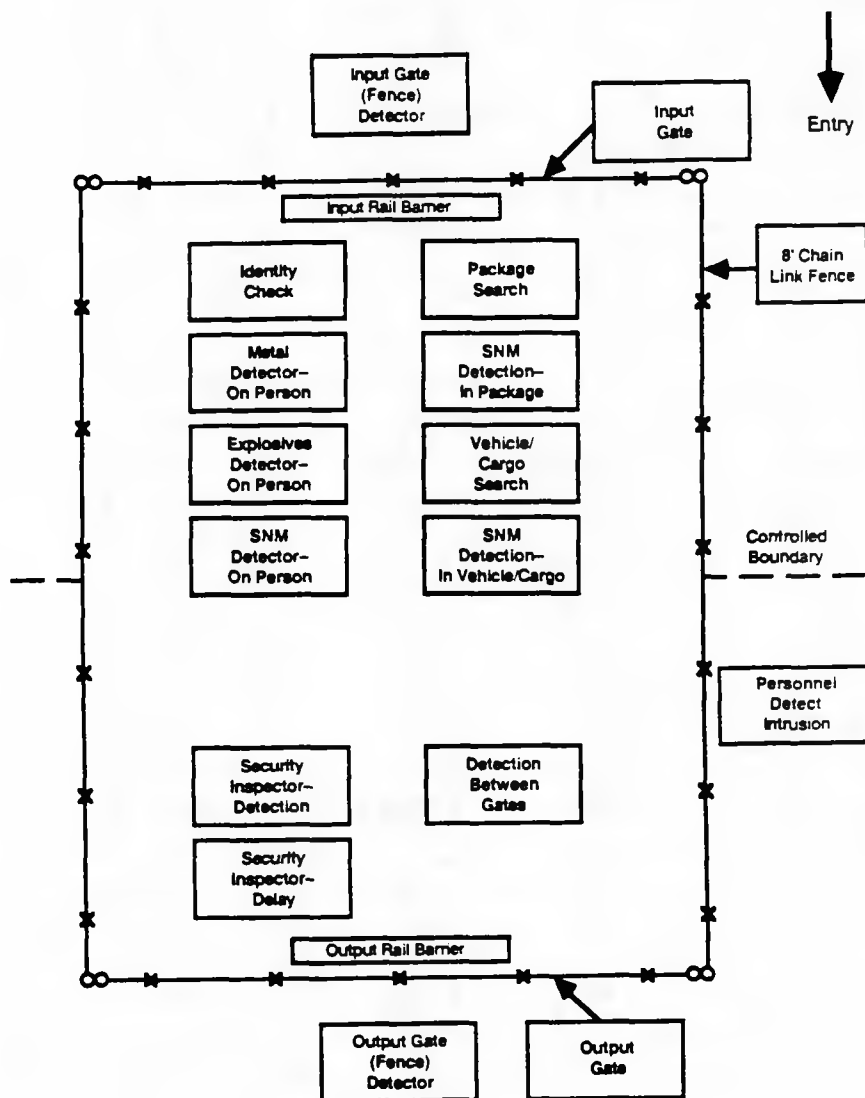 Input Gate
(Fence)
Detector
Input
Gate
Entry
Input Rail Barrier
8' Chain
Link Fence
Identity
Check
Package
Search
Metal
Detector–
On Person
SNM
Detection–
In Package
Explosives
Detector–
On Person
Vehicle/
Cargo
Search
SNM
Detector–
On Person
SNM
Detection–
In Vehicle/Cargo
Controlled
Boundary
Personnel
Detect
Intrusion
Security
Inspector–
Detection
Detection
Between
Gates
Security
Inspector–
Delay
Output Rail Barrier
Output Gate
(Fence)
Detector
Output
Gate